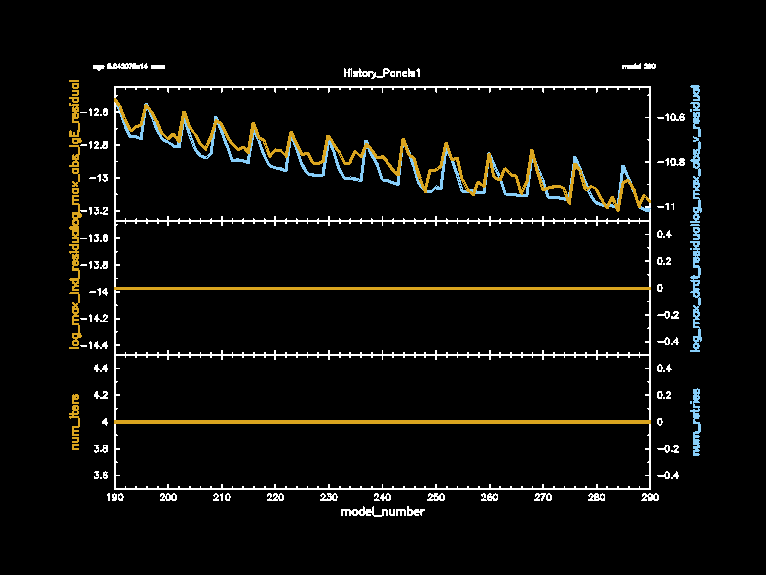 History_Panels1
model 290
log_max_abs_lgE_residual
−12.6
−12.8
−13
−13.2
−10.6
−10.8
−11
log_max_abs_v_residual
log_max_ind_residual
−13.6
−13.8
−14
−14.2
−14.4
0.4
0.2
0
−0.2
−0.4
log_max_drdt_residual
num_iters
4.4
4.2
4
3.8
3.6
0.4
0.2
0
−0.2
−0.4
num_retries
190 200 210 220 230 240 250 260 270 280 290
model_number